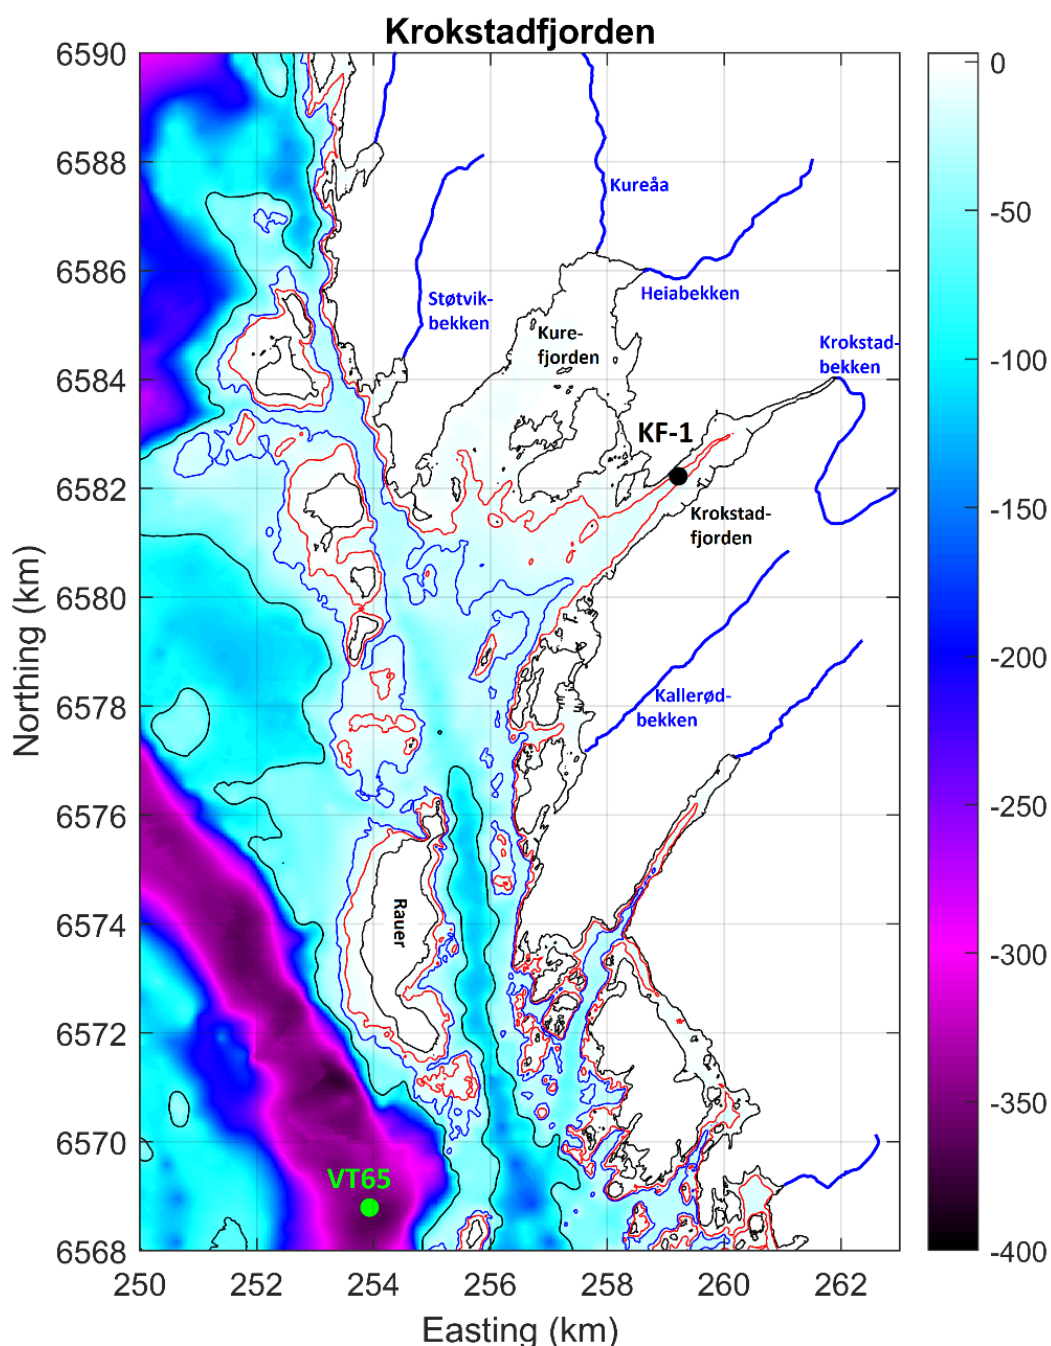 Krokstadfjorden
6590
6588
6586
6584
6582
6580
6578
6576
6574
6572
6570
6568
Northing (km)
250
252
254
256
258
260
262
Easting (km)
0
-50
-100
-150
-200
-250
-300
-350
-400
Kureåa
Støtvik-
bekken
Heiabekken
Kure-
fjorden
Krokstad-
bekken
KF-1
Krokstad-
fjorden
Kallerød-
bekken
Rauer
VT65